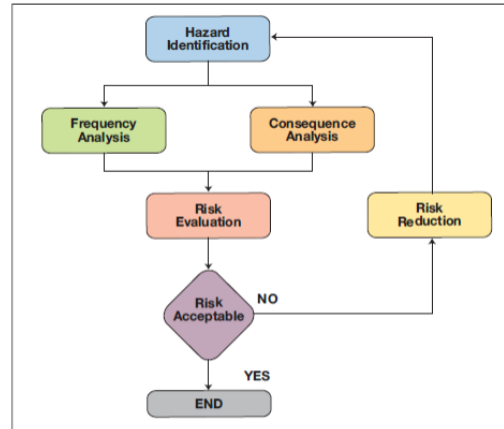 Hazard
Identification
Frequency
Analysis
Consequence
Analysis
Risk
Evaluation
Risk
Reduction
Risk
Acceptable
NO
YES
END